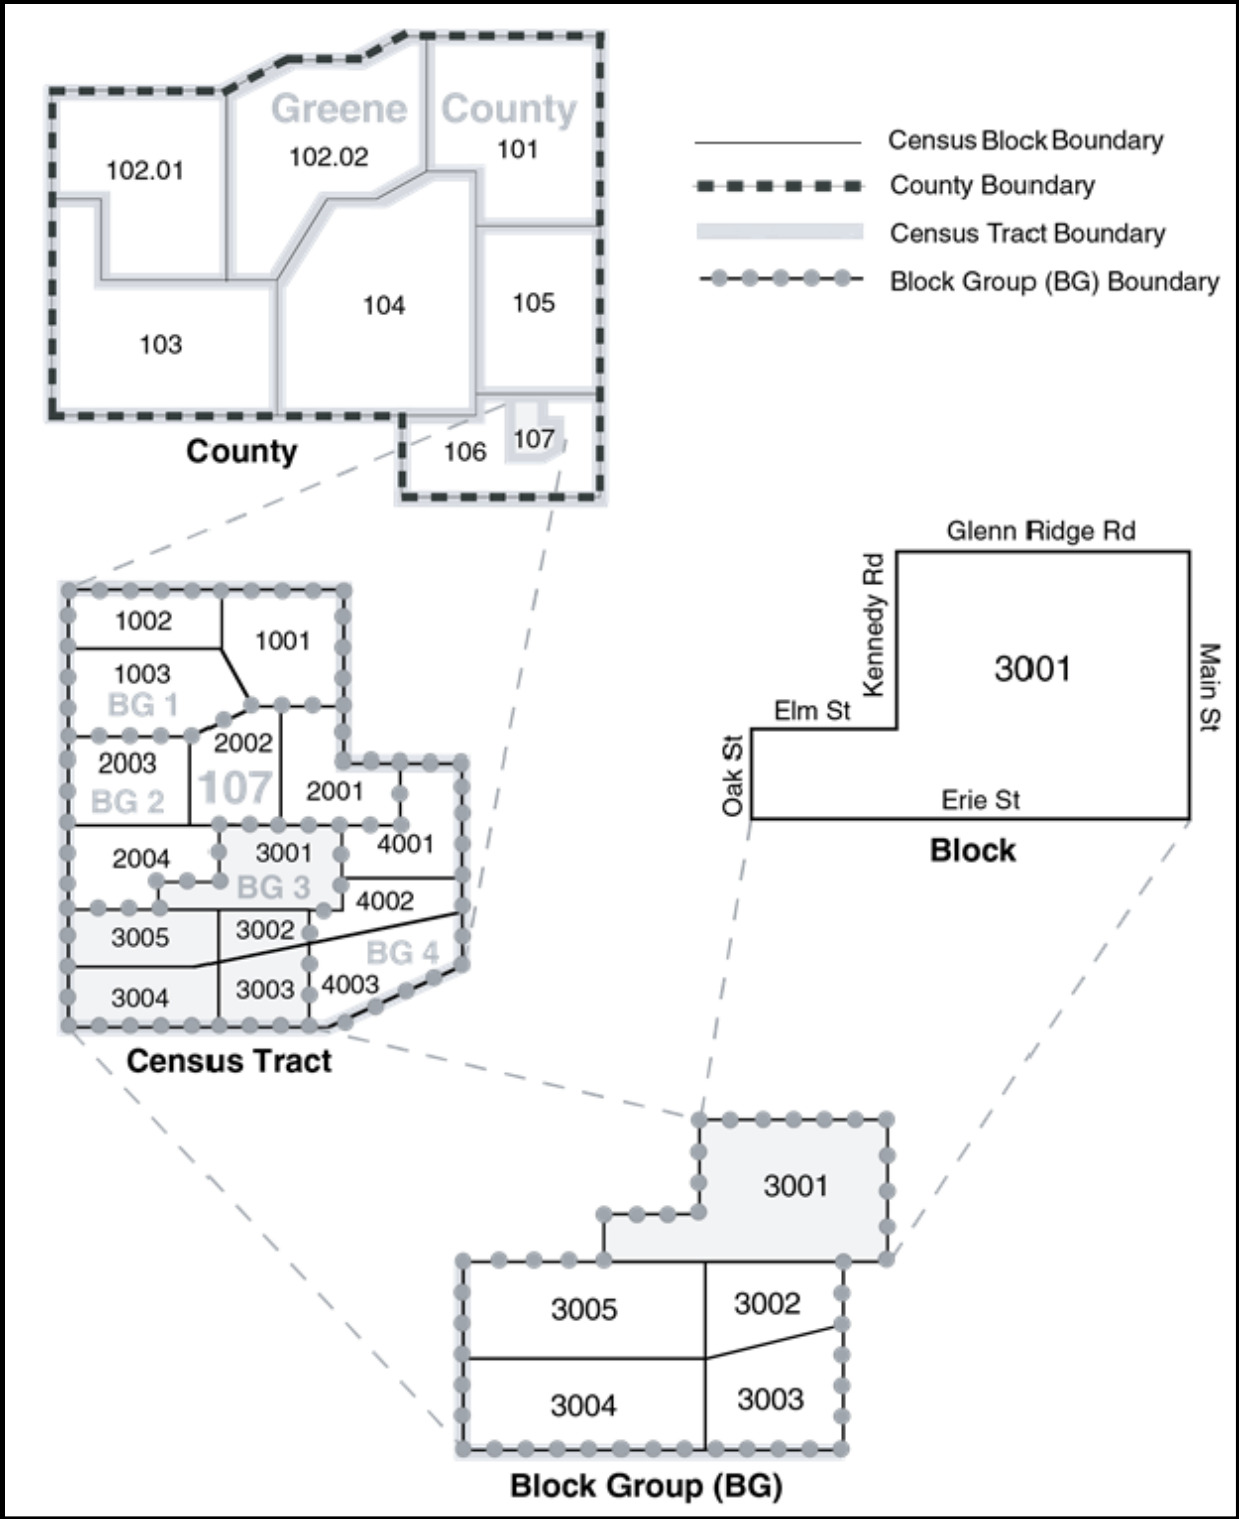 Greene County
102.01
102.02
101
103
104
105
106
107
County
Census Block Boundary
County Boundary
Census Tract Boundary
Block Group (BG) Boundary
1002
1001
1003
BG 1
2002
2003
BG 2
107
2001
2004
3001
4001
BG 3
4002
3005
3002
BG 4
3004
3003
4003
Census Tract
Glenn Ridge Rd
Kennedy Rd
3001
Main St
Elm St
Oak St
Erie St
Block
3001
3005
3002
3004
3003
Block Group (BG)